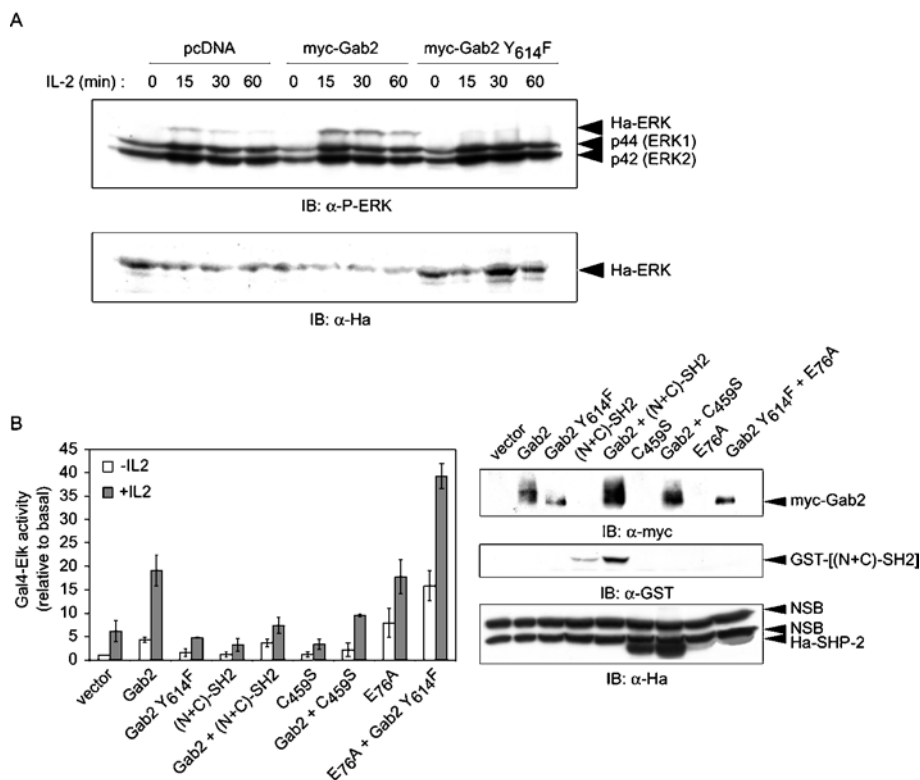 A
pcDNA myc-Gab2 myc-Gab2 Y614F
IL-2 (min) : 0 15 30 60 0 15 30 60 0 15 30 60
Ha-ERK
p44 (ERK1)
p42 (ERK2)
IB: α-P-ERK
Ha-ERK
IB: α-Ha
B
45
40
35
30
25
20
15
10
5
0
Gal4-Elk activity
(relative to basal)
-IL2
+IL2
vector
Gab2
Gab2 Y614F
(N+C)-SH2
Gab2 + (N+C)-SH2
C459S
Gab2 + C459S
E76A
E76A + Gab2 Y614F
vector
Gab2
Gab2 Y614F
(N+C)-SH2
Gab2 + (N+C)-SH2
C459S
Gab2 + C459S
E76A
Gab2 Y614F + E76A
myc-Gab2
IB: α-myc
GST-[(N+C)-SH2]
IB: α-GST
NSB
NSB
Ha-SHP-2
IB: α-Ha